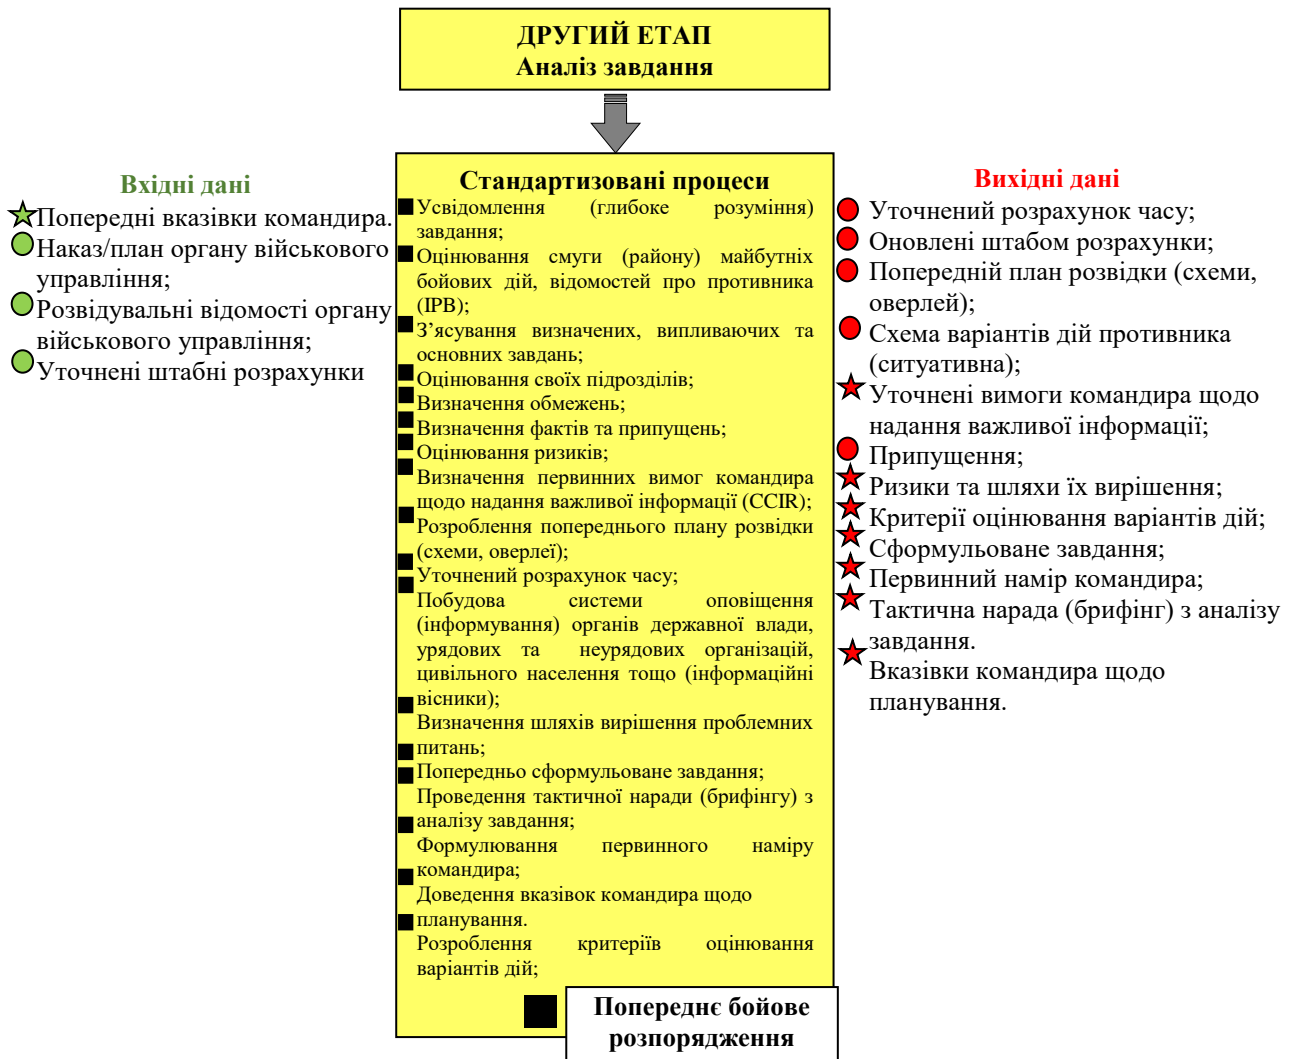 ДРУГИЙ ЕТАП
Аналіз завдання
Вхідні дані
Попередні вказівки командира.
Наказ/план органу військового
управління;
Розвідувальні відомості органу
військового управління;
Уточнені штабні розрахунки
Стандартизовані процеси
Усвідомлення (глибоке розуміння)
завдання;
Оцінювання смуги (району) майбутніх
бойових дій, відомостей про противника
(IPB);
З’ясування визначених, випливаючих та
основних завдань;
Оцінювання своїх підрозділів;
Визначення обмежень;
Визначення фактів та припущень;
Оцінювання ризиків;
Визначення первинних вимог командира
щодо надання важливої інформації (CCIR);
Розроблення попереднього плану розвідки
(схеми, оверлеї);
Уточнений розрахунок часу;
Побудова системи оповіщення
(інформування) органів державної влади,
урядових та неурядових організацій,
цивільного населення тощо (інформаційні
вісники);
Визначення шляхів вирішення проблемних
питань;
Попередньо сформульоване завдання;
Проведення тактичної наради (брифінгу) з
аналізу завдання;
Формулювання первинного наміру
командира;
Доведення вказівок командира щодо
планування.
Розроблення критеріїв оцінювання
варіантів дій;
Попереднє бойове
розпорядження
Вихідні дані
Уточнений розрахунок часу;
Оновлені штабом розрахунки;
Попередній план розвідки (схеми,
оверлей);
Схема варіантів дій противника
(ситуативна);
Уточнені вимоги командира щодо
надання важливої інформації;
Припущення;
Ризики та шляхи їх вирішення;
Критерії оцінювання варіантів дій;
Сформульоване завдання;
Первинний намір командира;
Тактична нарада (брифінг) з аналізу
завдання.
Вказівки командира щодо
планування.